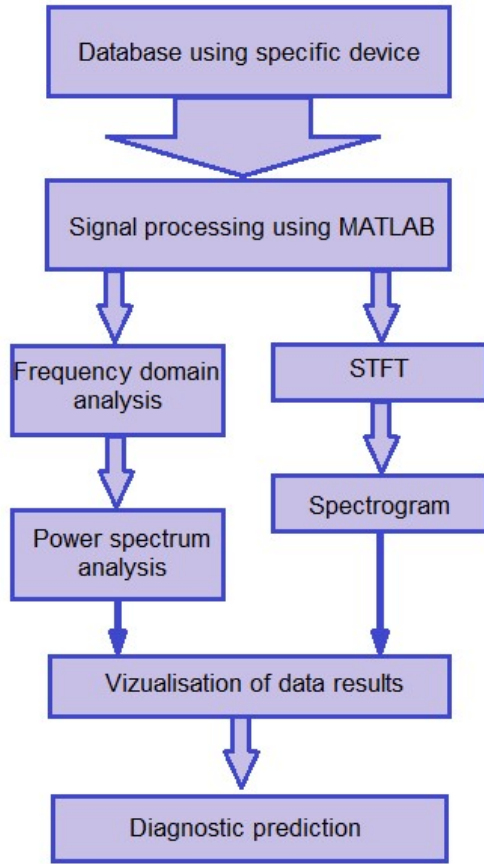 Database using specific device
Signal processing using MATLAB
Frequency domain
analysis
STFT
Power spectrum
analysis
Spectrogram
Vizualisation of data results
Diagnostic prediction